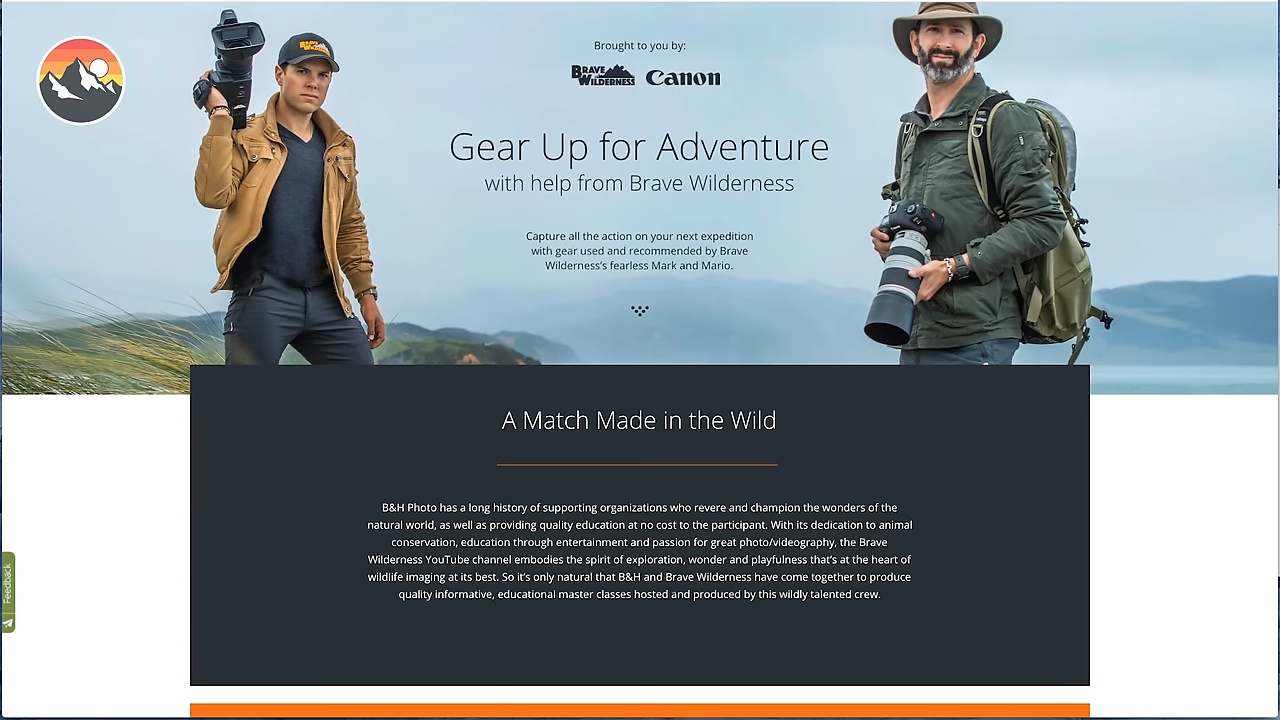 Brought to you by:
BRAVE WILDERNESS Canon
BRAVE WILDERNESS
Gear Up for Adventure
with help from Brave Wilderness
Capture all the action on your next expedition
with gear used and recommended by Brave
Wilderness's fearless Mark and Mario.
A Match Made in the Wild
B&H Photo has a long history of supporting organizations who revere and champion the wonders of the
natural world, as well as providing quality education at no cost to the participant. With its dedication to animal
conservation, education through entertainment and passion for great photo/videography, the Brave
Wilderness YouTube channel embodies the spirit of exploration, wonder and playfulness that's at the heart of
wildlife imaging at its best. So it's only natural that B&H and Brave Wilderness have come together to produce
quality informative, educational master classes hosted and produced by this wildly talented crew.
Feedback